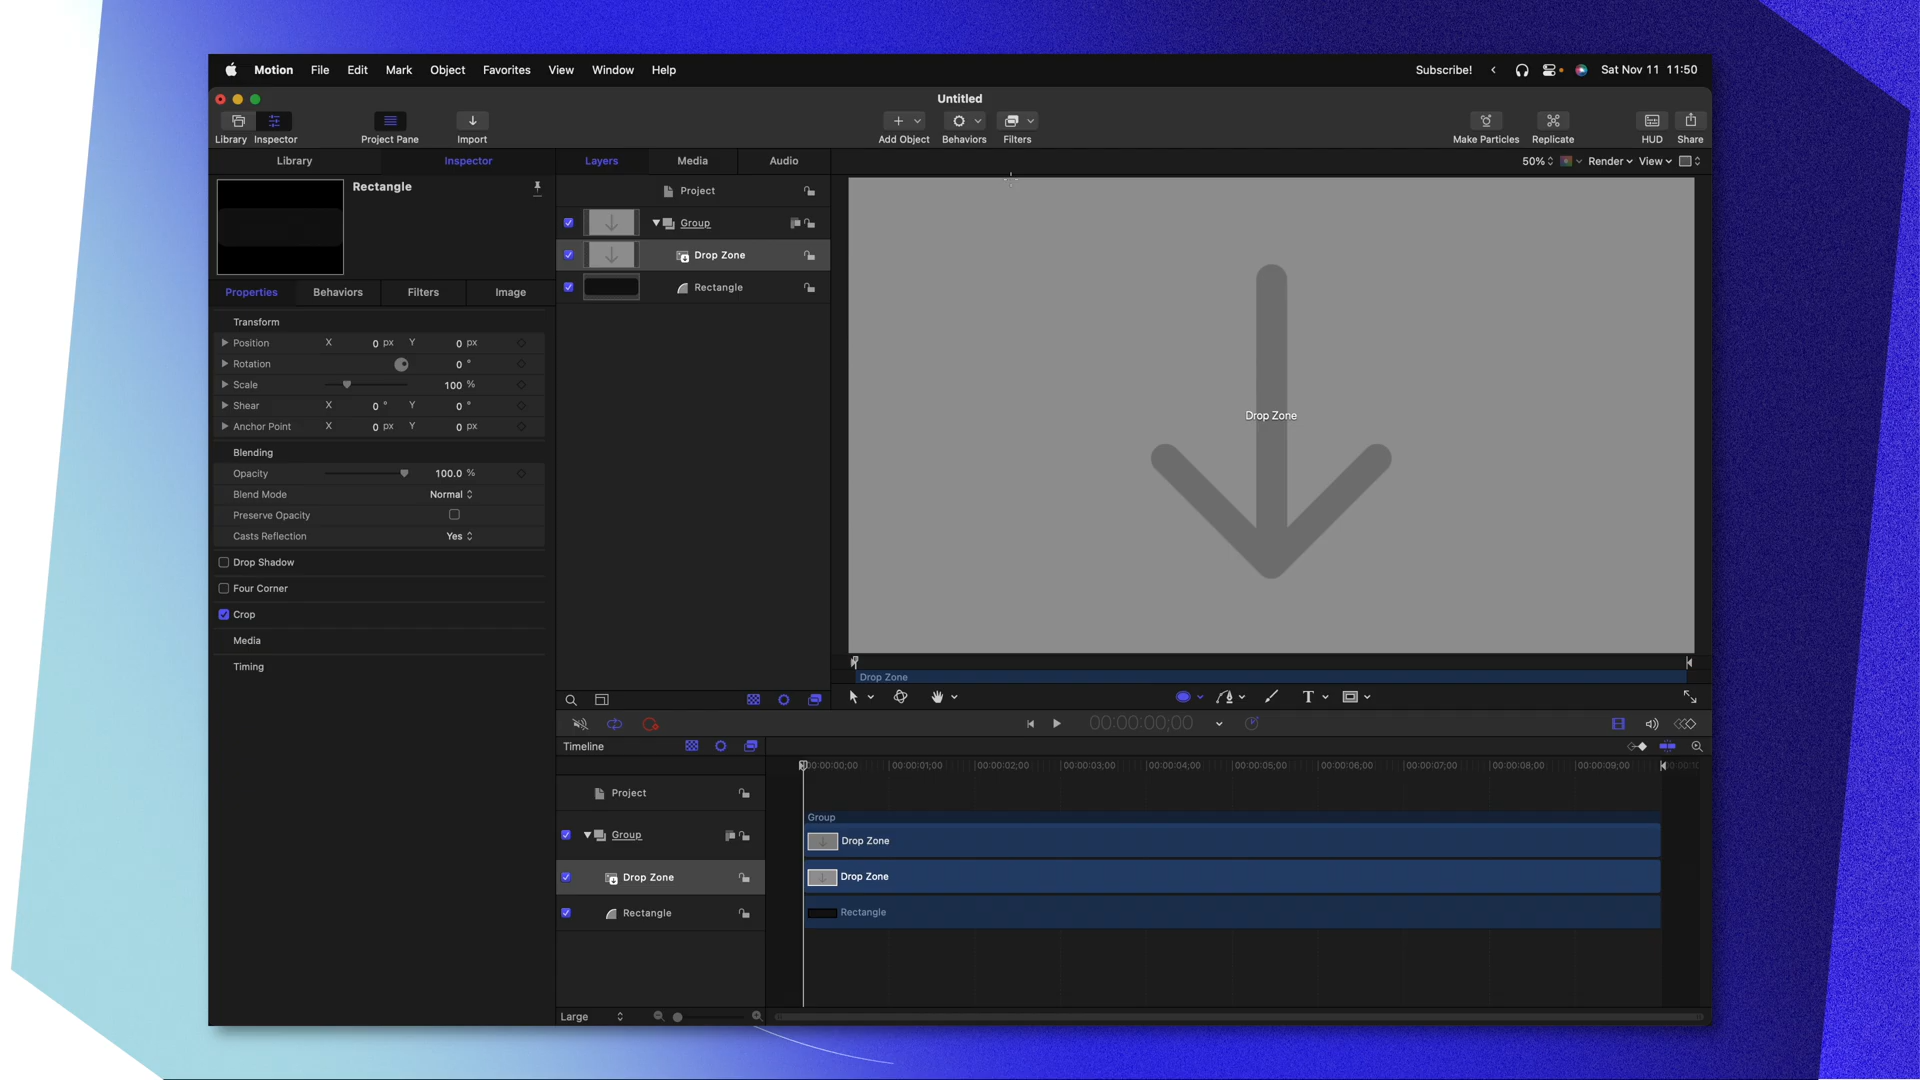 Motion File Edit Mark Object Favorites View Window Help Subscribe! Sat Nov 11 11:50
Untitled
Library Inspector Project Pane Import Add Object Behaviors Filters Make Particles Replicate HUD Share
Library Inspector Layers Media Audio 50% Render View
Rectangle
Project
Group
Drop Zone
Rectangle
Properties Behaviors Filters Image
Transform
Position X 0 px Y 0 px
Rotation 0 °
Scale 100 %
Shear X 0 ° Y 0 °
Anchor Point X 0 px Y 0 px
Blending
Opacity 100.0 %
Blend Mode Normal
Preserve Opacity
Casts Reflection Yes
Drop Shadow
Four Corner
Crop
Media
Timing
Drop Zone
Drop Zone
T
00:00:00;00
Timeline
00:00:00;00 00:00:01;00 00:00:02;00 00:00:03;00 00:00:04;00 00:00:05;00 00:00:06;00 00:00:07;00 00:00:08;00 00:00:09;00
Project
Group
Group
Drop Zone
Drop Zone
Drop Zone
Rectangle
Rectangle
Large